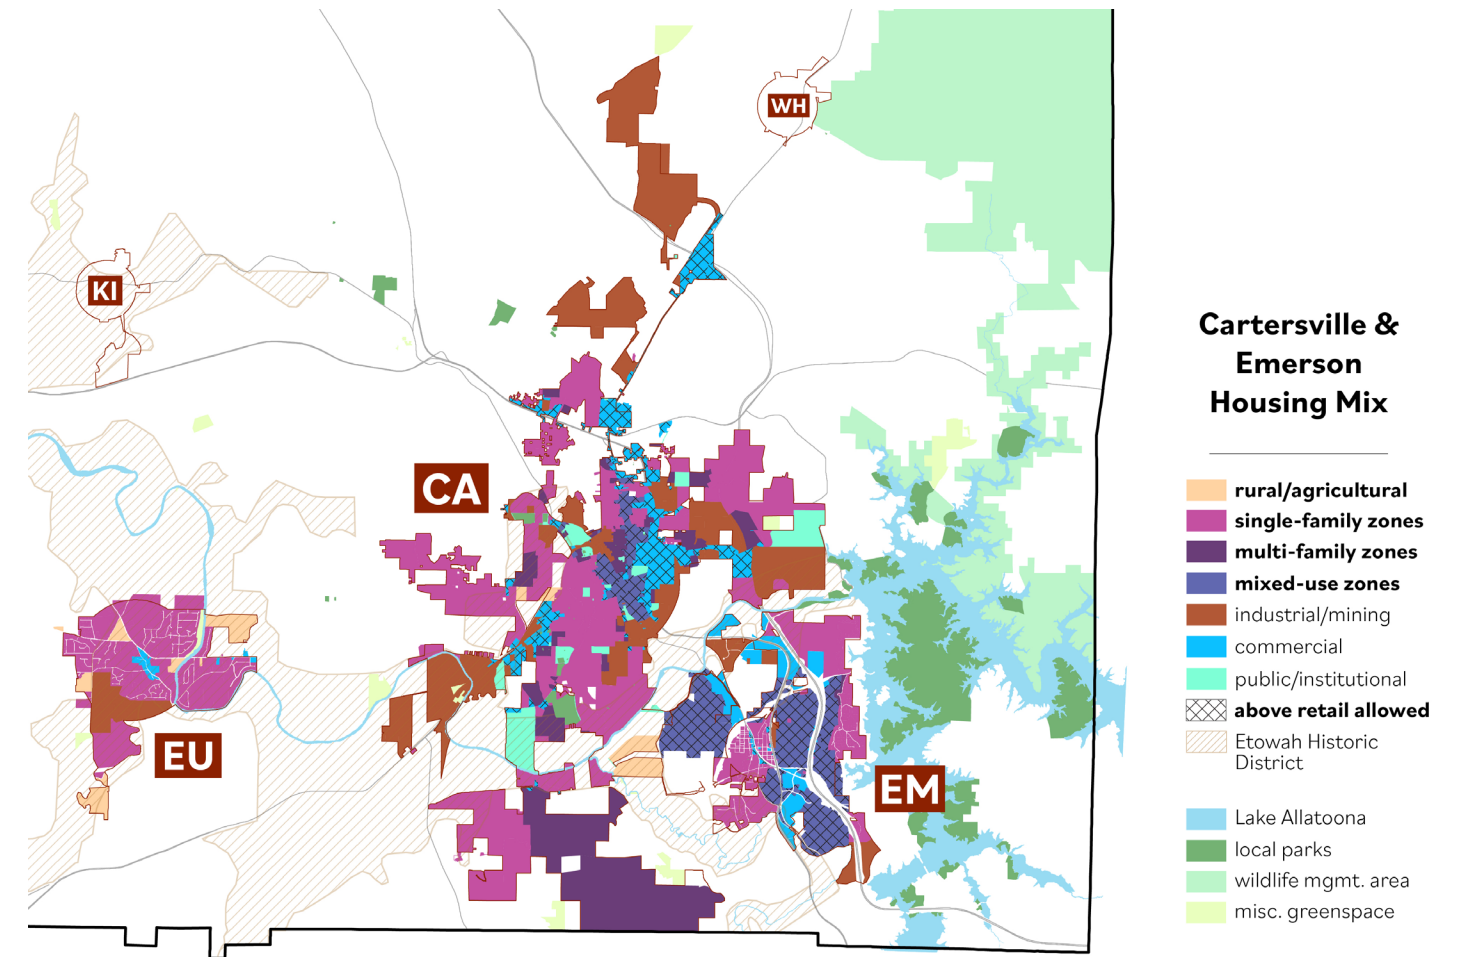 WH
KI
CA
EU
EM
Cartersville &
Emerson
Housing Mix
rural/agricultural
single-family zones
multi-family zones
mixed-use zones
industrial/mining
commercial
public/institutional
above retail allowed
Etowah Historic
District
Lake Allatoona
local parks
wildlife mgmt. area
misc. greenspace